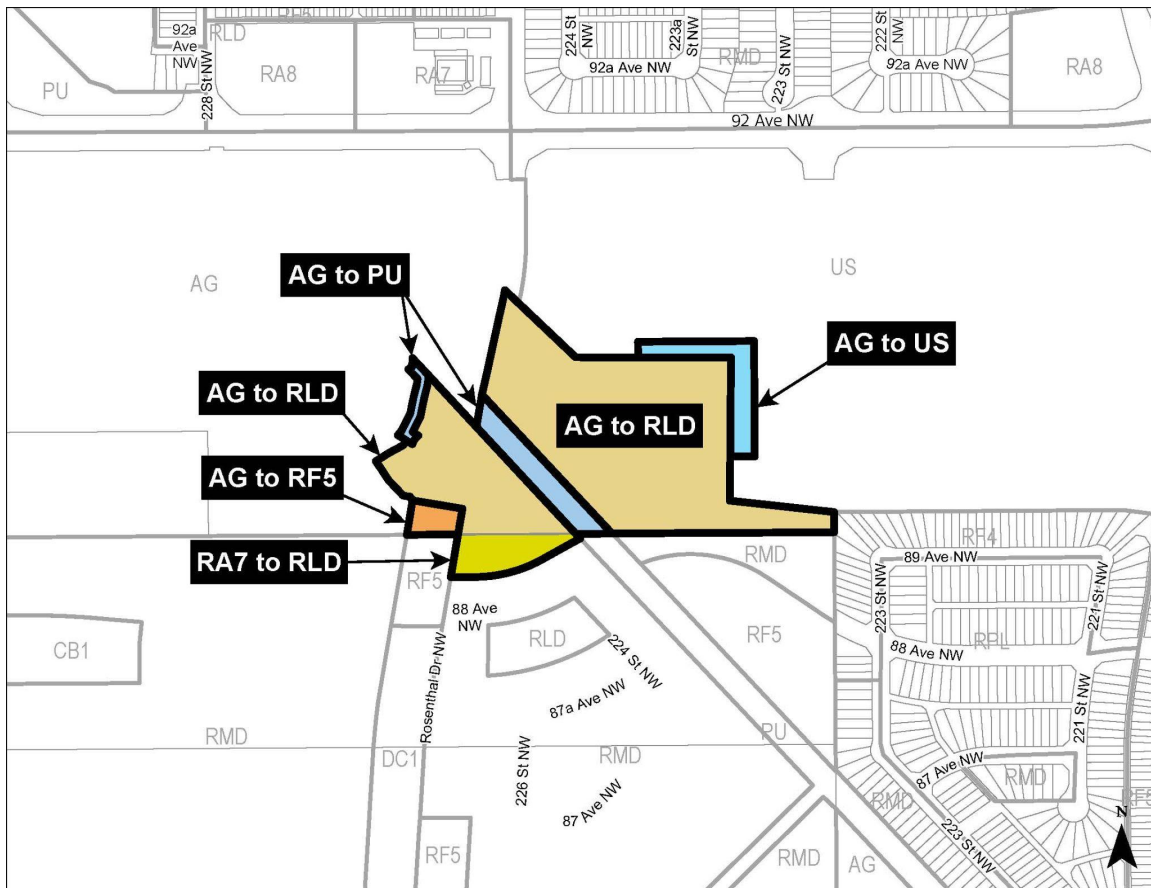 RF5
92a
Ave
NW
RLD
228 St NW
PU
RA8
RA7
224 St
NW
223a
St NW
92a Ave NW
RMD
223 St NW
222 St
NW
92a Ave NW
RA8
92 Ave NW
AG
US
AG to PU
AG to US
AG to RLD
AG to RLD
AG to RF5
RA7 to RLD
RF5
88 Ave
NW
RLD
224 St NW
87a Ave NW
Rosenthal Dr NW
CB1
RMD
DC1
226 St NW
RMD
87 Ave NW
RF5
RMD
RF5
PU
RMD
AG
RF4
89 Ave NW
223 St NW
221 St NW
88 Ave NW
RPL
221 St NW
87 Ave NW
RMD
RMD
223 St NW
RF5
N